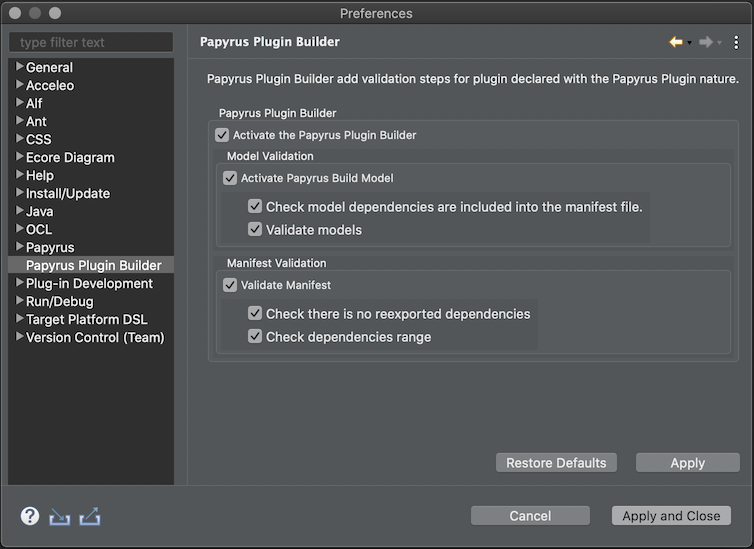 Preferences
type filter text
General
Acceleo
Alf
Ant
CSS
Ecore Diagram
Help
Install/Update
Java
OCL
Papyrus
Papyrus Plugin Builder
Plug-in Development
Run/Debug
Target Platform DSL
Version Control (Team)
Papyrus Plugin Builder
Papyrus Plugin Builder add validation steps for plugin declared with the Papyrus Plugin nature.
Papyrus Plugin Builder
Activate the Papyrus Plugin Builder
Model Validation
Activate Papyrus Build Model
Check model dependencies are included into the manifest file.
Validate models
Manifest Validation
Validate Manifest
Check there is no reexported dependencies
Check dependencies range
Restore Defaults
Apply
?
Cancel
Apply and Close